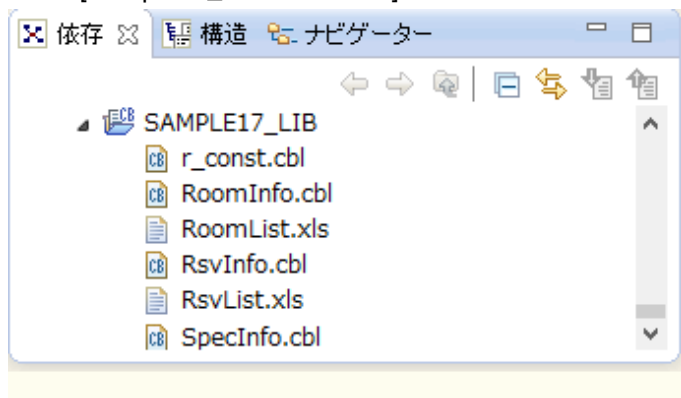 依存 構造 ナビゲーター
SAMPLE17_LIB
r_const.cbl
RoomInfo.cbl
RoomList.xls
RsvInfo.cbl
RsvList.xls
SpecInfo.cbl